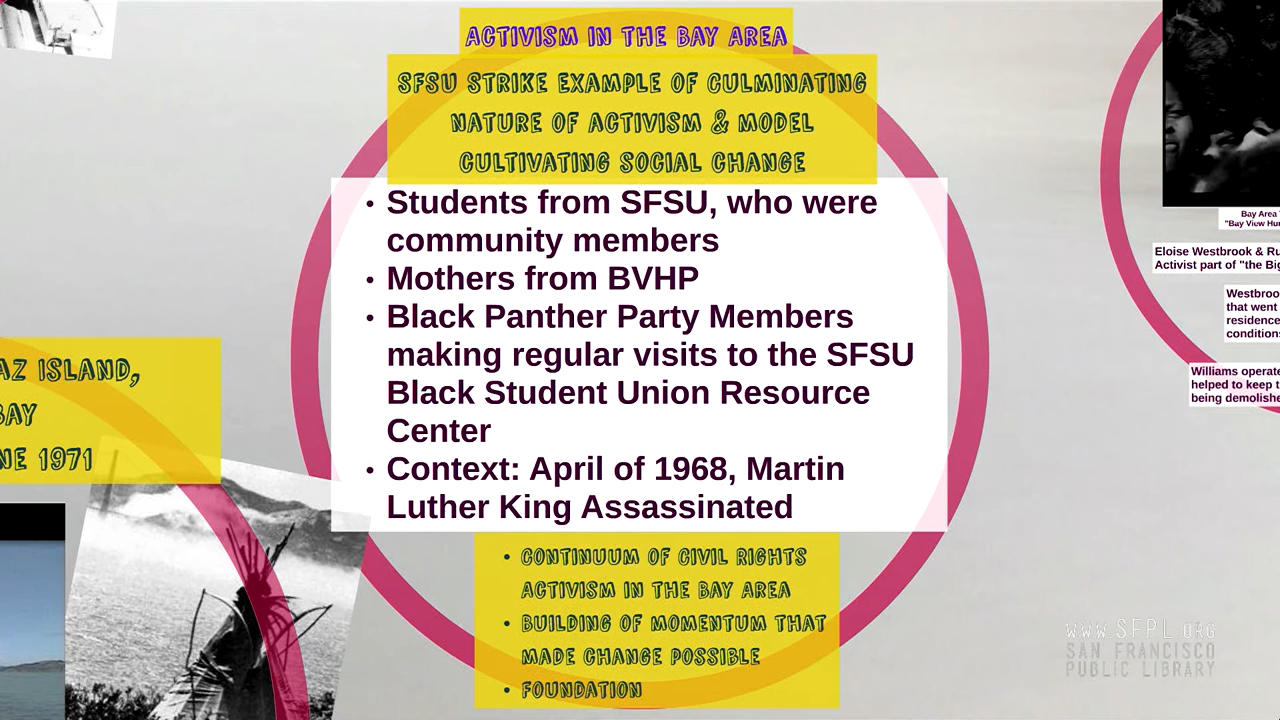 ACTIVISM IN THE BAY AREA
SFSU STRIKE EXAMPLE OF CULMINATING
NATURE OF ACTIVISM & MODEL
CULTIVATING SOCIAL CHANGE
• Students from SFSU, who were
community members
• Mothers from BVHP
• Black Panther Party Members
making regular visits to the SFSU
Black Student Union Resource
Center
• Context: April of 1968, Martin
Luther King Assassinated
• CONTINUUM OF CIVIL RIGHTS
ACTIVISM IN THE BAY AREA
• BUILDING OF MOMENTUM THAT
MADE CHANGE POSSIBLE
• FOUNDATION
AZ ISLAND,
BAY
NE 1971
Bay Area
"Bay View Hu
Eloise Westbrook & Ru
Activist part of "the Big
Westbroo
that went
residence
condition
Williams operate
helped to keep t
being demolishe
WWW.SFPL.ORG
SAN FRANCISCO
PUBLIC LIBRARY